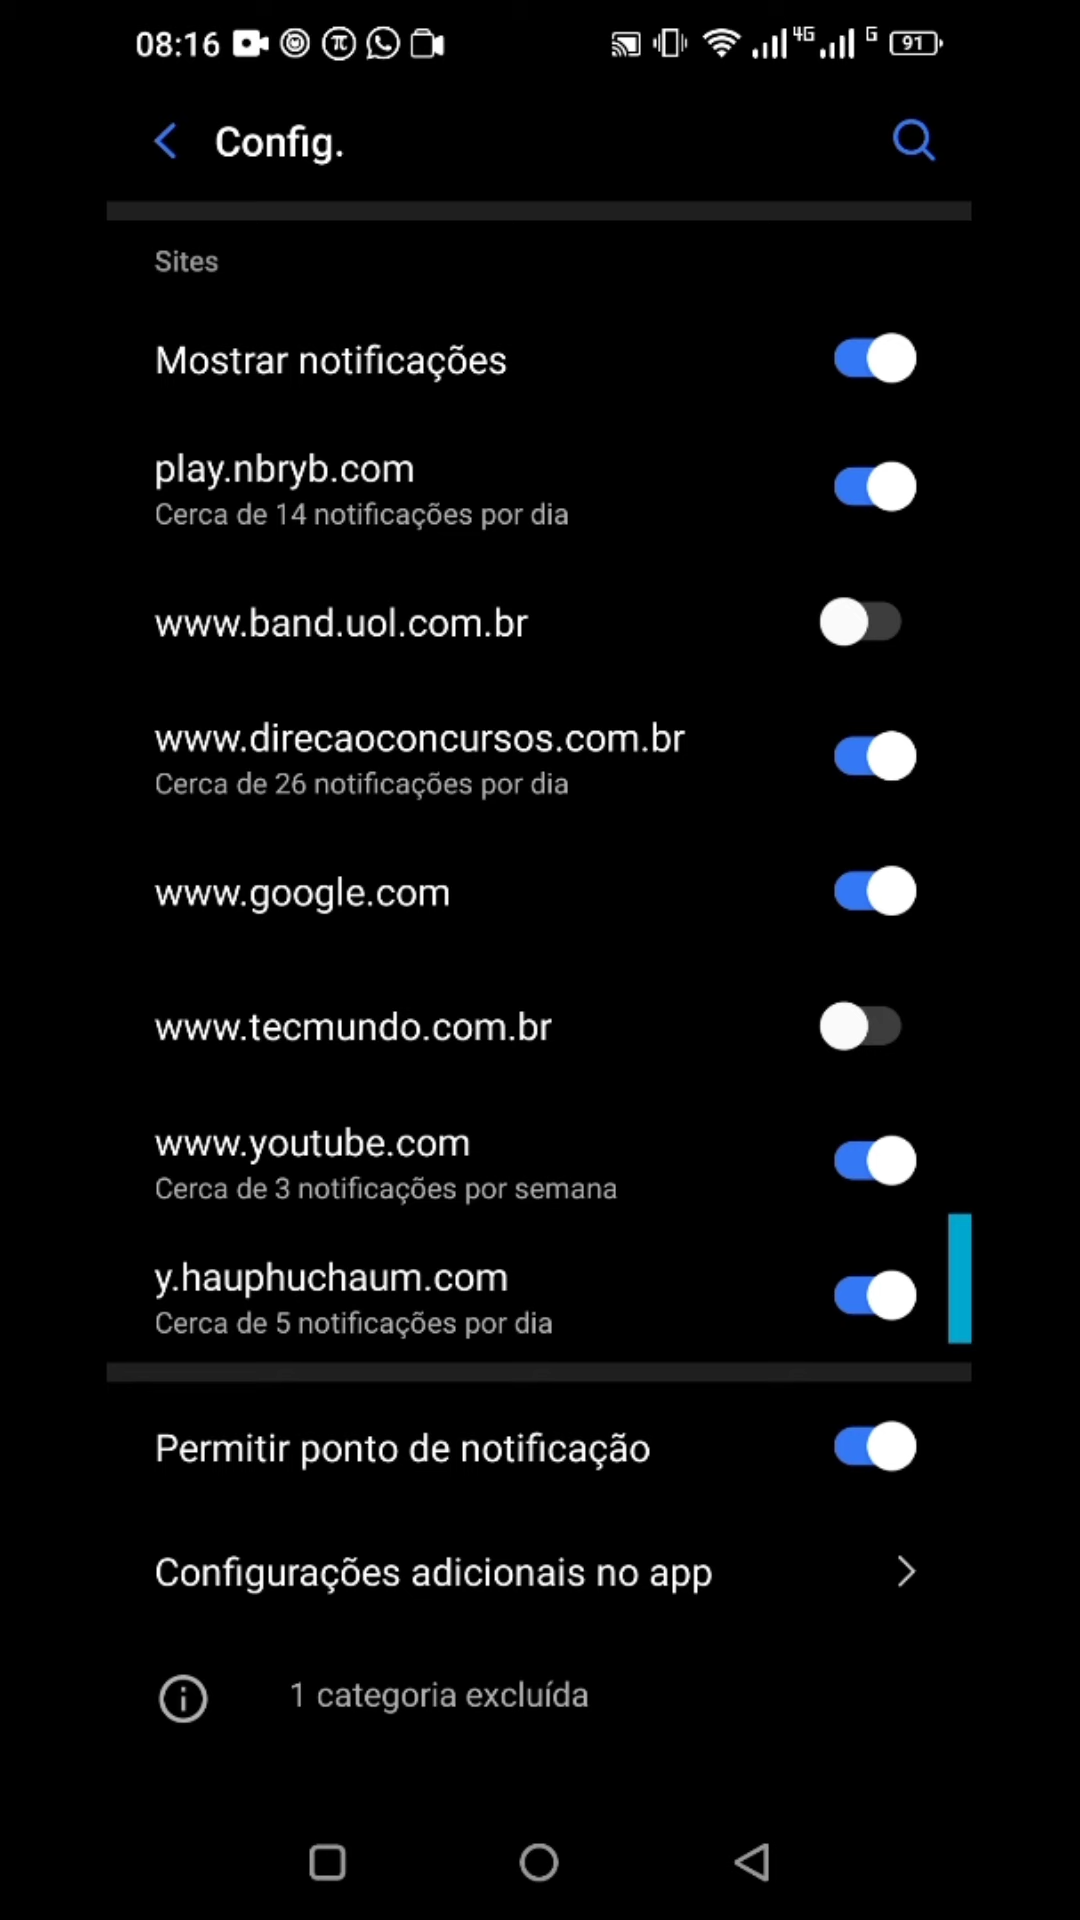 08:16 4G G 91
Config.
Sites
Mostrar notificações
play.nbryb.com
Cerca de 14 notificações por dia
www.band.uol.com.br
www.direcaoconcursos.com.br
Cerca de 26 notificações por dia
www.google.com
www.tecmundo.com.br
www.youtube.com
Cerca de 3 notificações por semana
y.hauphuchaum.com
Cerca de 5 notificações por dia
Permitir ponto de notificação
Configurações adicionais no app
1 categoria excluída